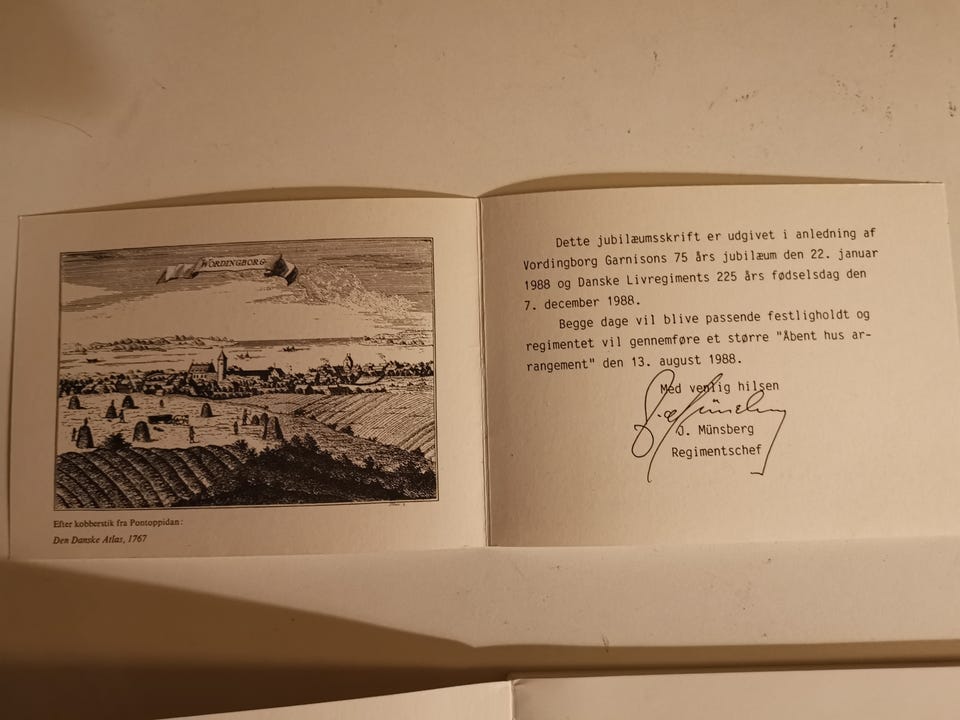 WORDINGBORG
Efter kobberstik fra Pontoppidan:
Den Danske Atlas, 1767
Dette jubilæumsskrift er udgivet i anledning af
Vordingborg Garnisons 75 års jubilæum den 22. januar
1988 og Danske Livregiments 225 års fødselsdag den
7. december 1988.
Begge dage vil blive passende festligholdt og
regimentet vil gennemføre et større "Åbent hus ar-
rangement" den 13. august 1988.
Med venlig hilsen
J. Münsberg
Regimentschef